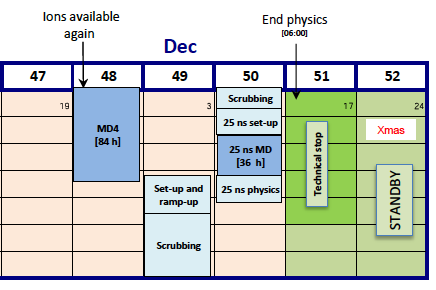 Ions available
again
End physics
[06:00]
Dec
47 48 49 50 51 52
19 3 17 24
MD4
[84 h]
Set-up and
ramp-up
Scrubbing
Scrubbing
25 ns set-up
25 ns MD
[36 h]
25 ns physics
Technical stop
Xmas
STANDBY